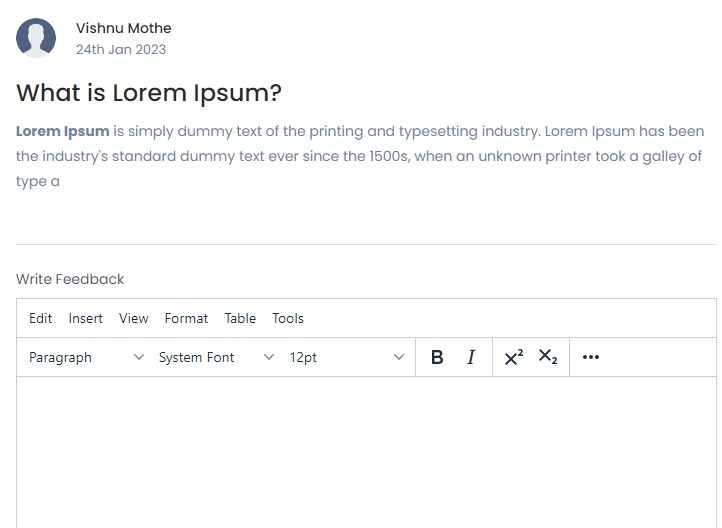 Vishnu Mothe
24th Jan 2023
What is Lorem Ipsum?
Lorem Ipsum is simply dummy text of the printing and typesetting industry. Lorem Ipsum has been
the industry's standard dummy text ever since the 1500s, when an unknown printer took a galley of
type a
Write Feedback
Edit Insert View Format Table Tools
Paragraph System Font 12pt B I X² X₂ •••